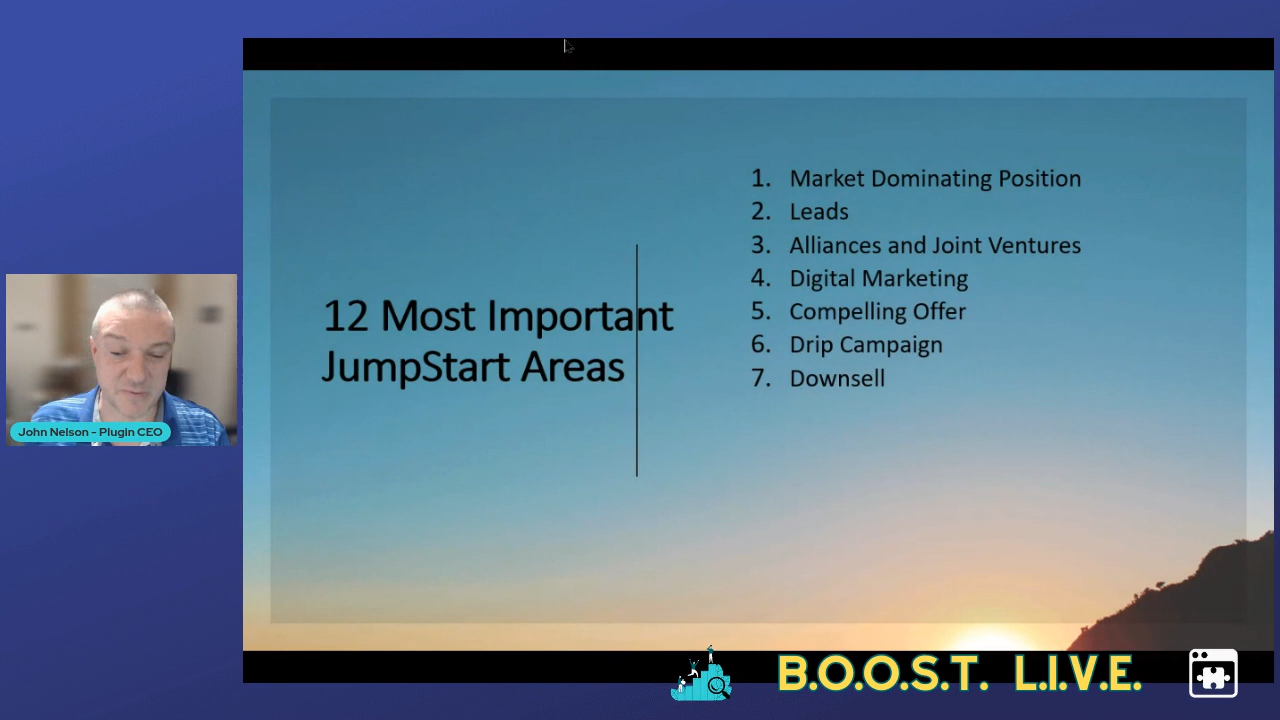 12 Most Important
JumpStart Areas
1. Market Dominating Position
2. Leads
3. Alliances and Joint Ventures
4. Digital Marketing
5. Compelling Offer
6. Drip Campaign
7. Downsell
John Nelson - Plugin CEO
B.O.O.S.T. L.I.V.E.